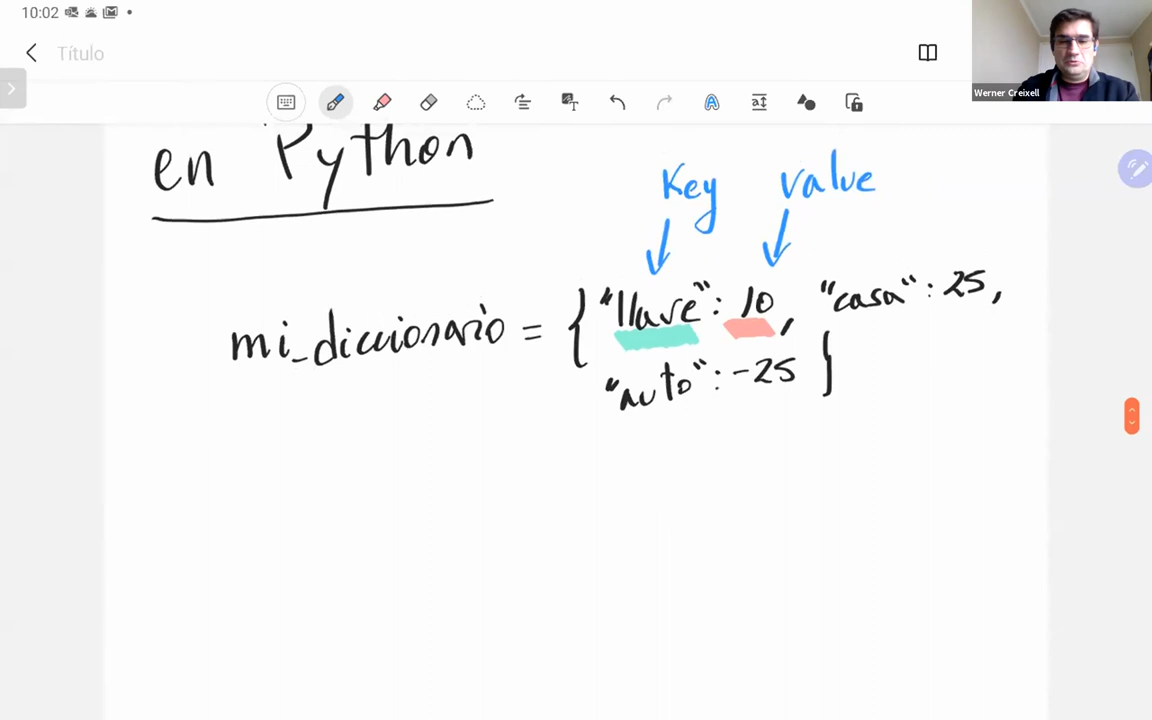 10:02
Título
Werner Creixell
en Python
Key value
mi_diccionario = { "llave": 10, "casa": 25,
"auto": -25 }